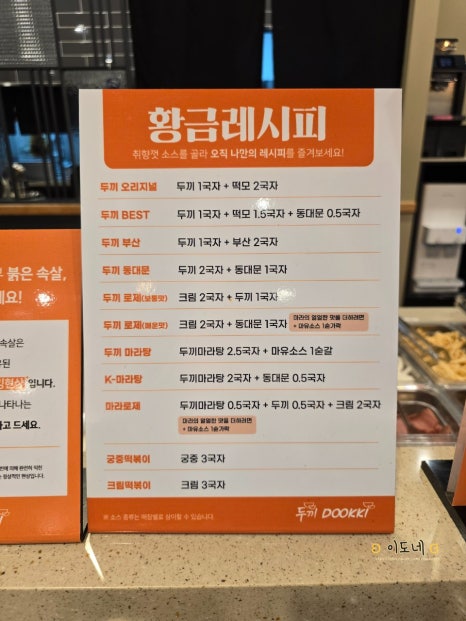 황금레시피
취향껏 소스를 골라 오직 나만의 레시피를 즐겨보세요!
두끼 오리지널 두끼 1국자 + 떡모 2국자
두끼 BEST 두끼 1국자 + 떡모 1.5국자 + 동대문 0.5국자
두끼 부산 두끼 1국자 + 부산 2국자
두끼 동대문 두끼 2국자 + 동대문 1국자
두끼 로제(보통맛) 크림 2국자 + 두끼 1국자
두끼 로제(매운맛) 크림 2국자 + 동대문 1국자
마라의 얼얼한 맛을 더하려면
+ 마유소스 1숟가락
두끼 마라탕 두끼마라탕 2.5국자 + 마유소스 1숟갈
K-마라탕 두끼마라탕 2국자 + 동대문 0.5국자
마라로제 두끼마라탕 0.5국자 + 두끼 0.5국자 + 크림 2국자
마라의 얼얼한 맛을 더하려면
+ 마유소스 1숟가락
궁중떡볶이 궁중 3국자
크림떡볶이 크림 3국자
※ 소스 종류는 매장별로 상이할 수 있습니다.
두끼 DOOKKI
붉은 속살,
세요!
속살은
된
입니다.
나타나는
하고 드세요.
이도네